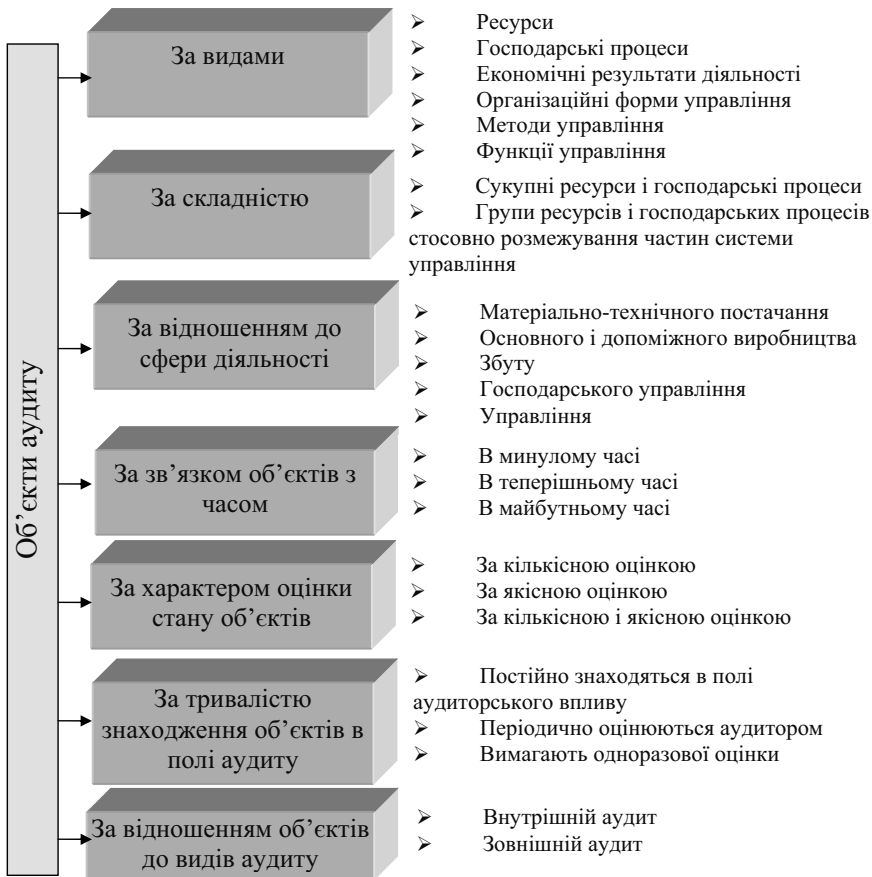 Об’єкти аудиту
За видами
➢ Ресурси
➢ Господарські процеси
➢ Економічні результати діяльності
➢ Організаційні форми управління
➢ Методи управління
➢ Функції управління
За складністю
➢ Сукупні ресурси і господарські процеси
➢ Групи ресурсів і господарських процесів
стосовно розмежування частин системи
управління
За відношенням до
сфери діяльності
➢ Матеріально-технічного постачання
➢ Основного і допоміжного виробництва
➢ Збуту
➢ Господарського управління
➢ Управління
За зв’язком об’єктів з
часом
➢ В минулому часі
➢ В теперішньому часі
➢ В майбутньому часі
За характером оцінки
стану об’єктів
➢ За кількісною оцінкою
➢ За якісною оцінкою
➢ За кількісною і якісною оцінкою
За тривалістю
знаходження об’єктів в
полі аудиту
➢ Постійно знаходяться в полі
аудиторського впливу
➢ Періодично оцінюються аудитором
➢ Вимагають одноразової оцінки
За відношенням об’єктів
до видів аудиту
➢ Внутрішній аудит
➢ Зовнішній аудит